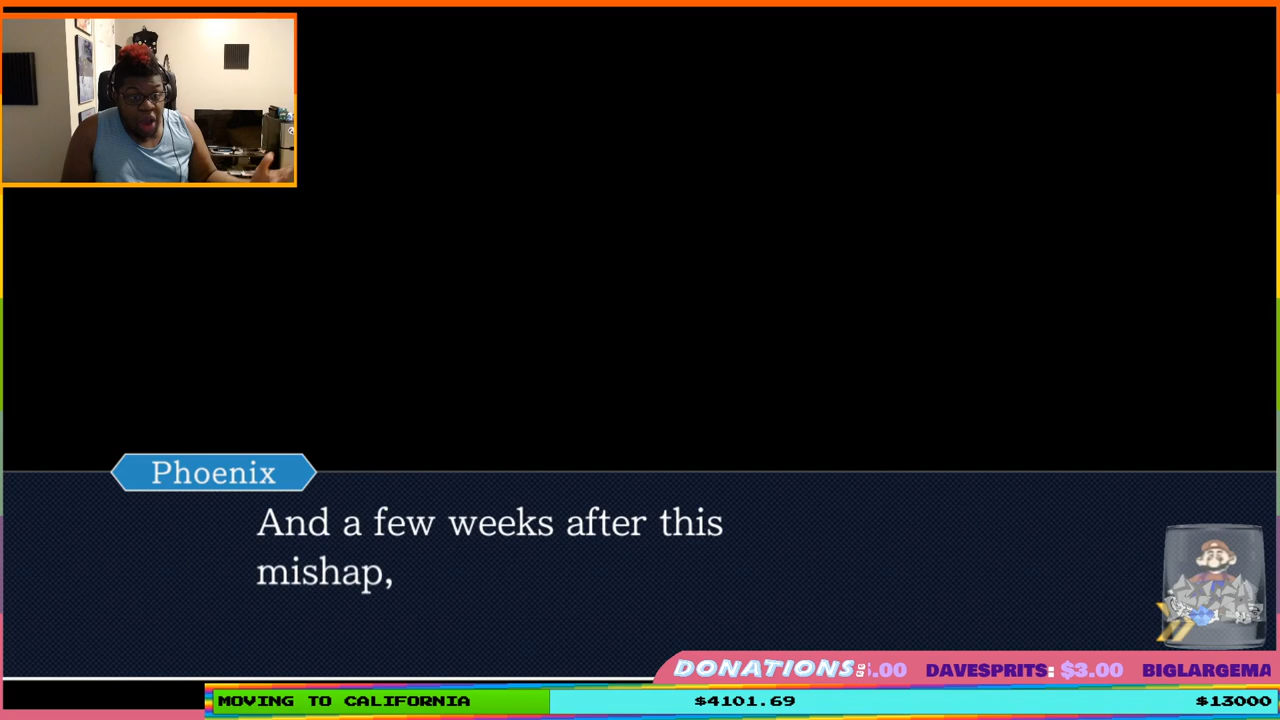 Phoenix
And a few weeks after this
mishap,
DONATIONS: .00 DAVESPRITS: $3.00 BIGLARGEMA
MOVING TO CALIFORNIA $4101.69 $13000